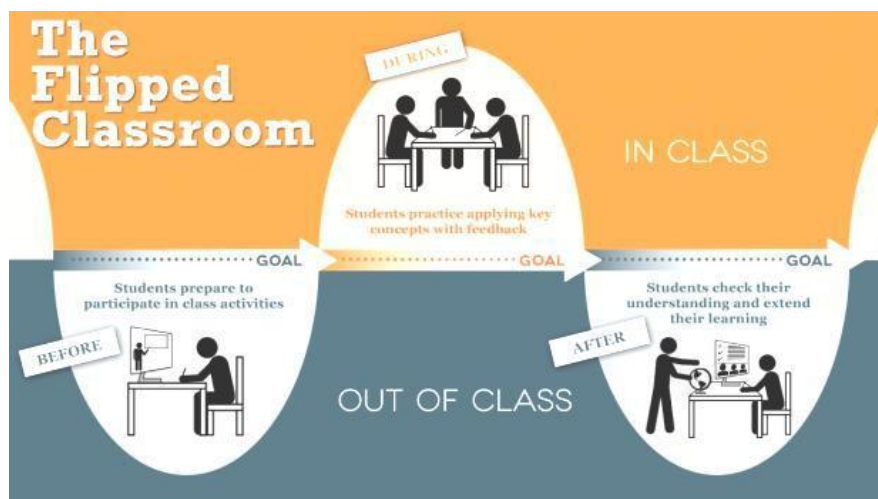 The
Flipped
Classroom
DURING
IN CLASS
Students practice applying key
concepts with feedback
GOAL
GOAL
GOAL
Students prepare to
participate in class activities
BEFORE
OUT OF CLASS
Students check their
understanding and extend
their learning
AFTER